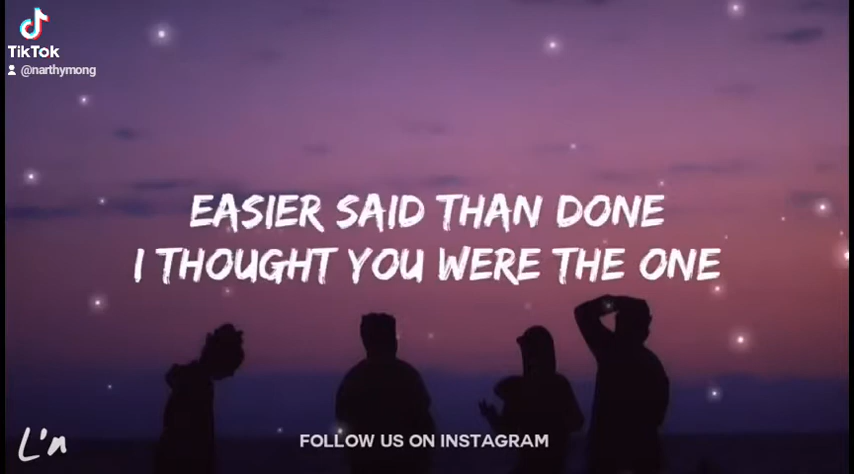 TikTok
@narthymong
EASIER SAID THAN DONE
I THOUGHT YOU WERE THE ONE
FOLLOW US ON INSTAGRAM
L'n